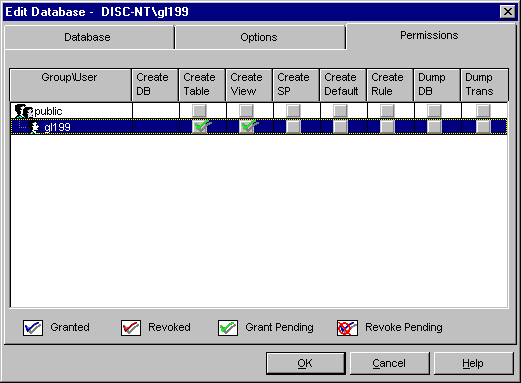 Edit Database - DISC-NT\gl199
Database Options Permissions
Group\User Create DB Create Table Create View Create SP Create Default Create Rule Dump DB Dump Trans
public
gl199
Granted Revoked Grant Pending Revoke Pending
OK Cancel Help